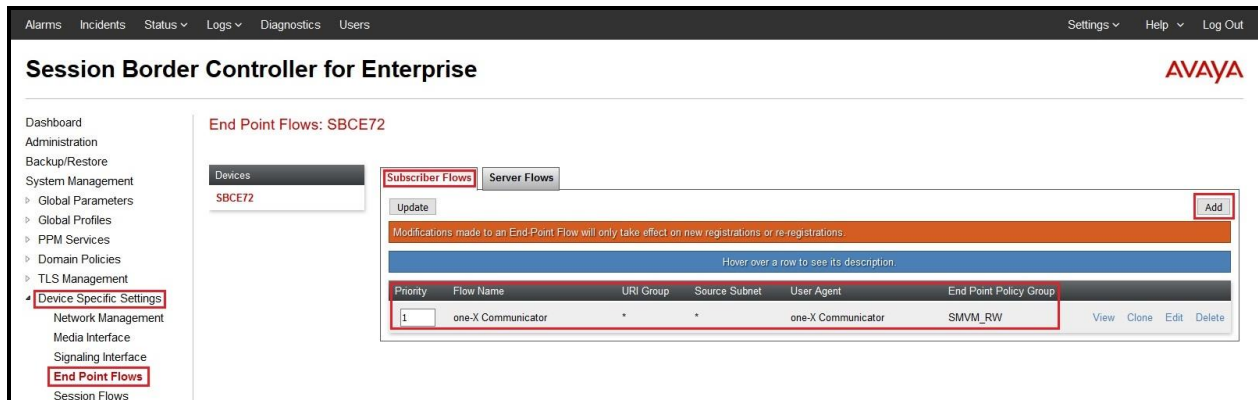 Alarms Incidents Status Logs Diagnostics Users Settings Help Log Out
Session Border Controller for Enterprise
AVAYA
Dashboard
Administration
Backup/Restore
System Management
Global Parameters
Global Profiles
PPM Services
Domain Policies
TLS Management
Device Specific Settings
Network Management
Media Interface
Signaling Interface
End Point Flows
Session Flows
End Point Flows: SBCE72
Devices
SBCE72
Subscriber Flows Server Flows
Update Add
Modifications made to an End-Point Flow will only take effect on new registrations or re-registrations.
Hover over a row to see its description.
Priority Flow Name URI Group Source Subnet User Agent End Point Policy Group
1 one-X Communicator * * one-X Communicator SMVM_RW View Clone Edit Delete